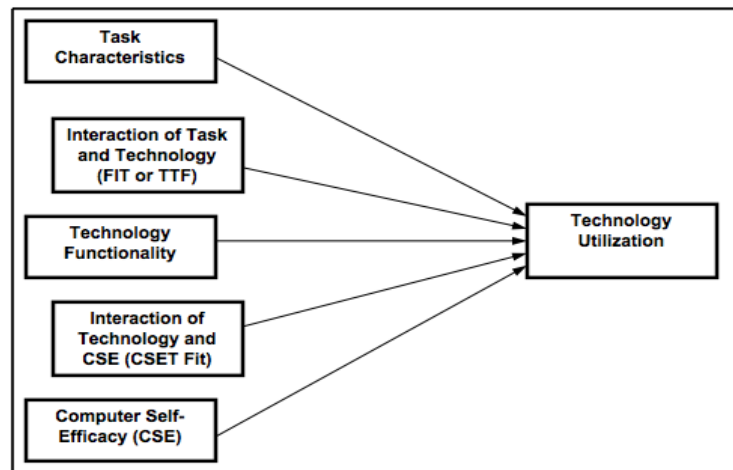 Task
Characteristics
Interaction of Task
and Technology
(FIT or TTF)
Technology
Functionality
Interaction of
Technology and
CSE (CSET Fit)
Computer Self-
Efficacy (CSE)
Technology
Utilization